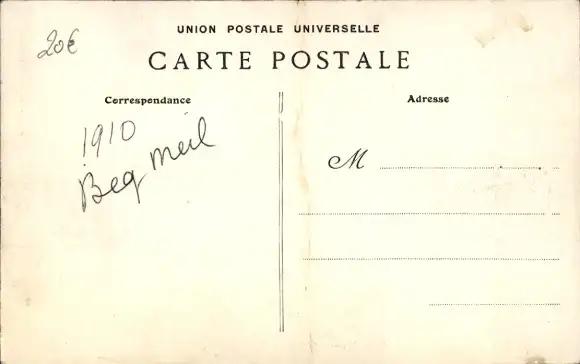 20€
UNION POSTALE UNIVERSELLE
CARTE POSTALE
Correspondance
Adresse
1910
Beg Meil
M